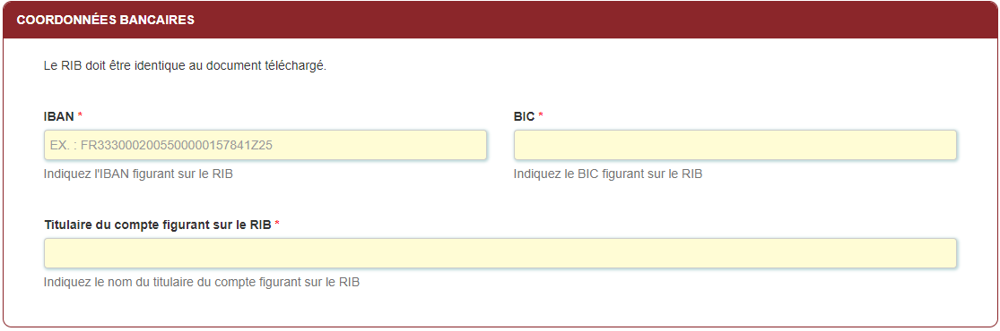 COORDONNÉES BANCAIRES
Le RIB doit être identique au document téléchargé.
IBAN *
BIC *
EX. : FR3330002005500000157841Z25
Indiquez l'IBAN figurant sur le RIB
Indiquez le BIC figurant sur le RIB
Titulaire du compte figurant sur le RIB *
Indiquez le nom du titulaire du compte figurant sur le RIB